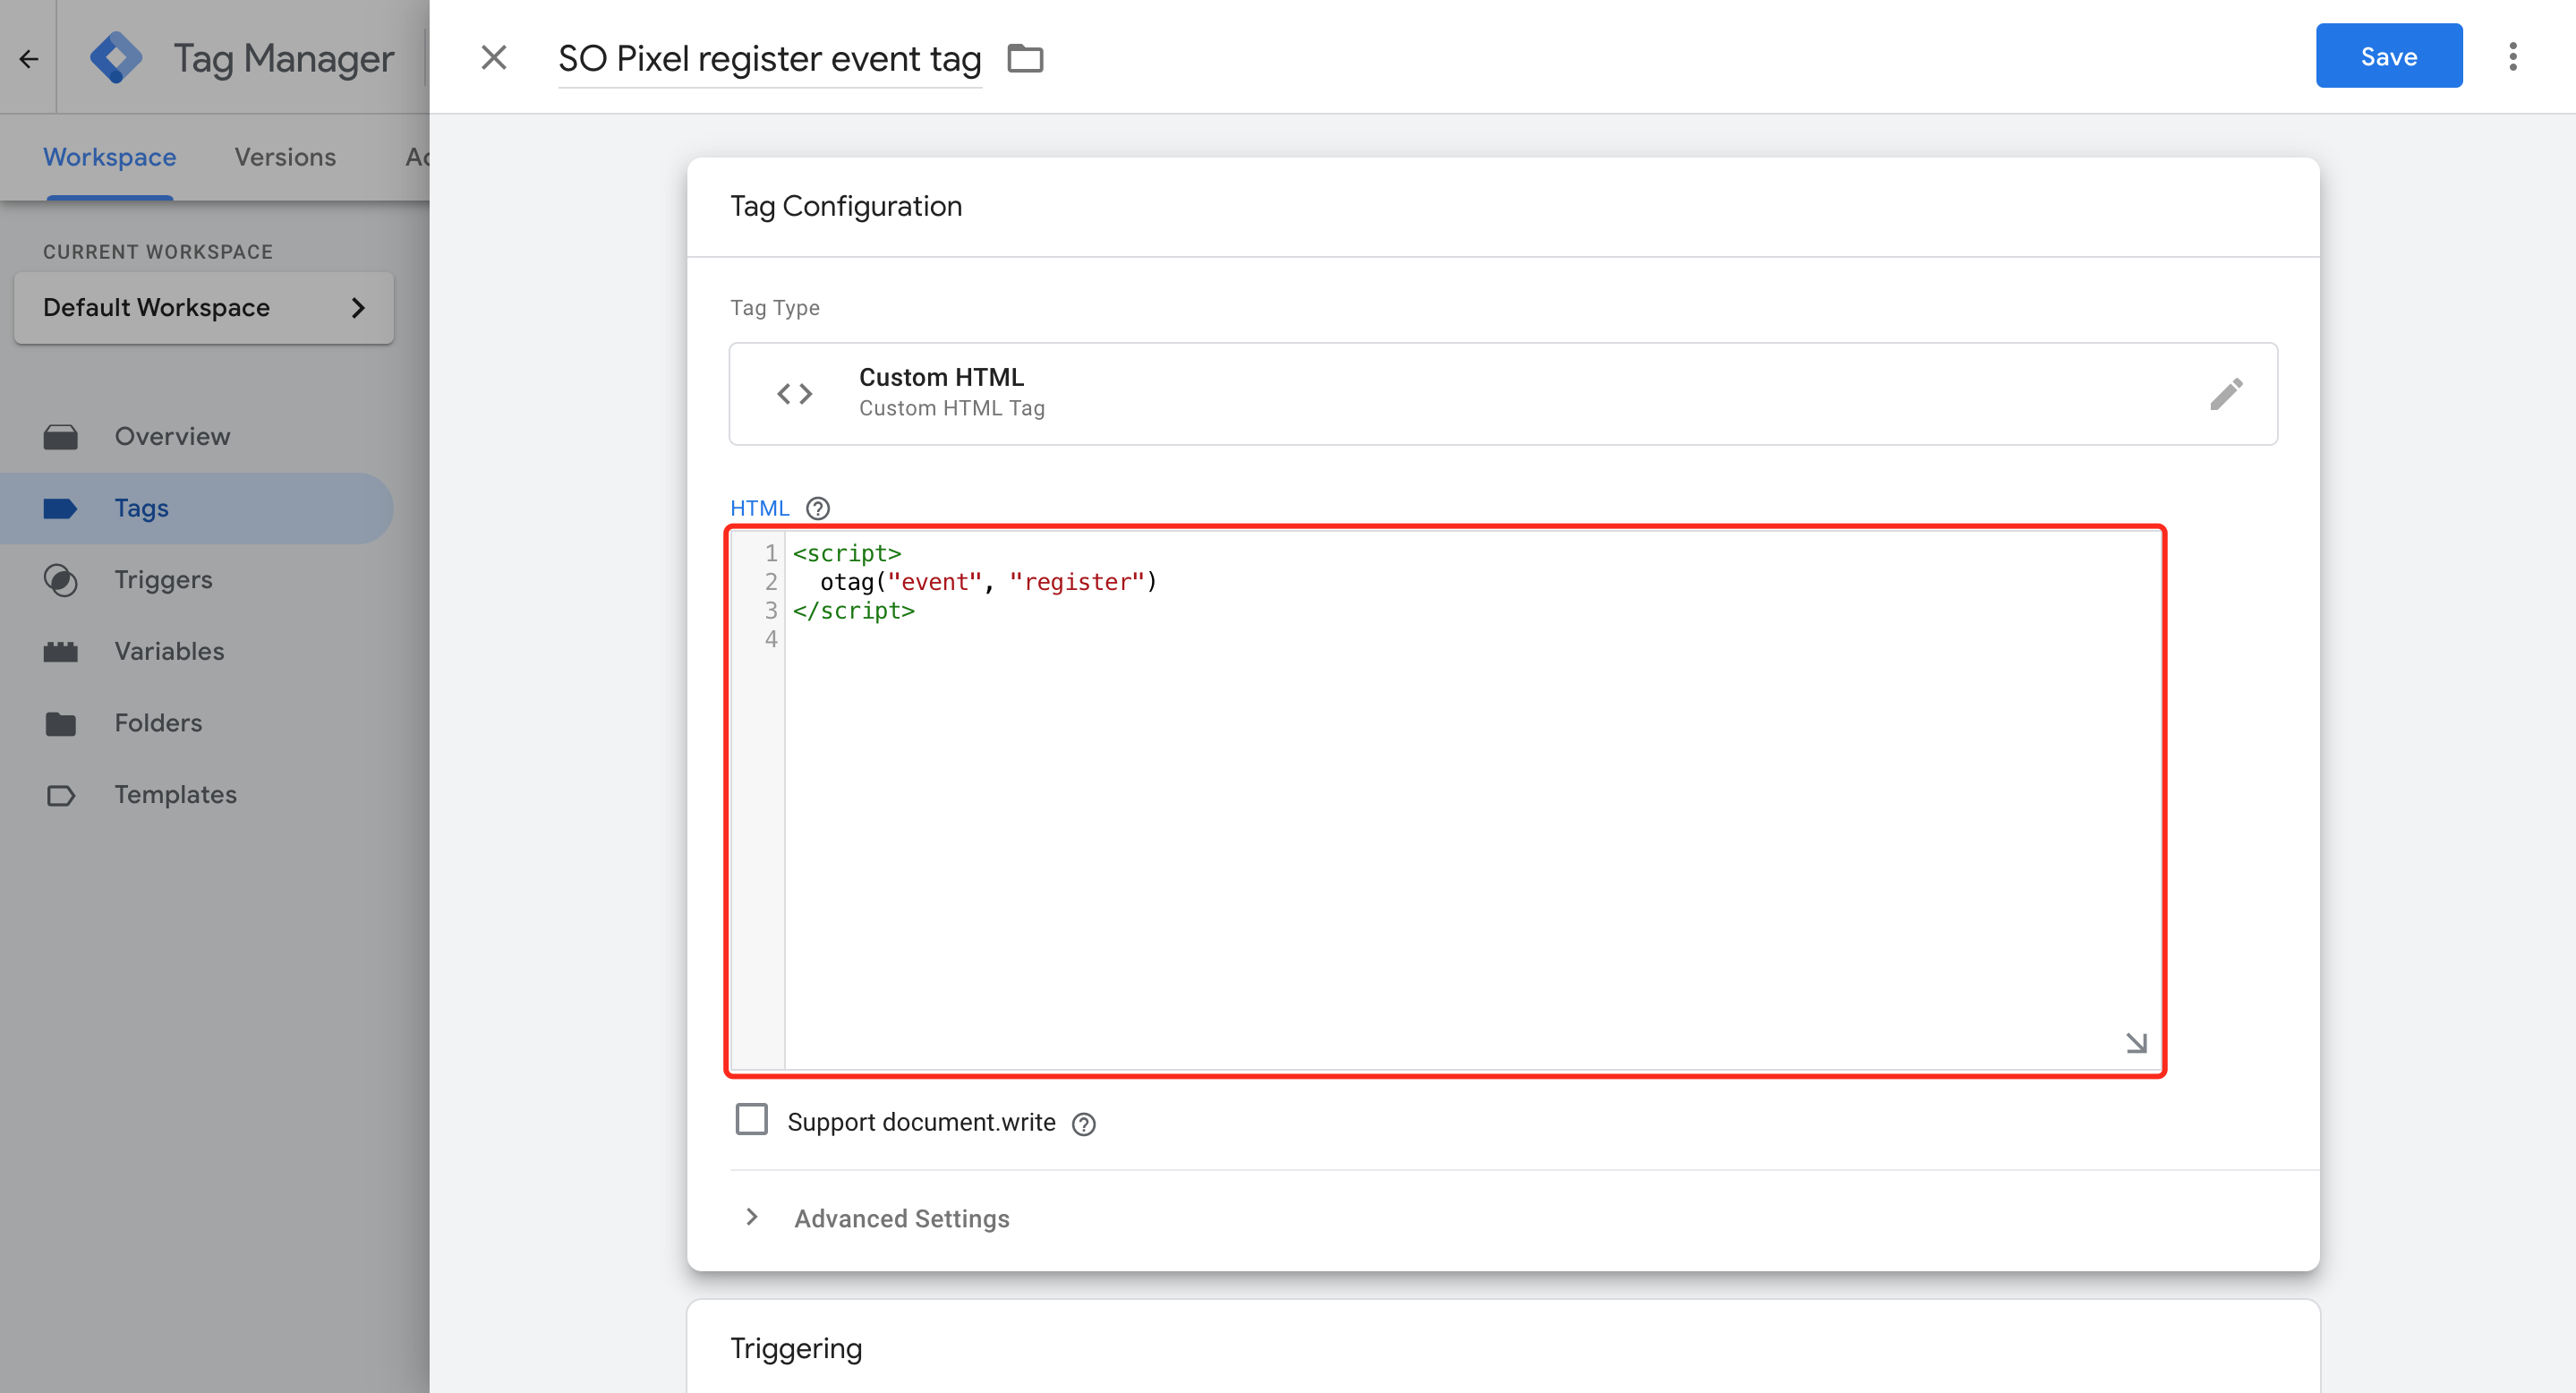 Tag Manager
SO Pixel register event tag
Save
Workspace
Versions
Ad
CURRENT WORKSPACE
Default Workspace
Overview
Tags
Triggers
Variables
Folders
Templates
Tag Configuration
Tag Type
Custom HTML
Custom HTML Tag
HTML
1 <script>
2 otag("event", "register")
3 </script>
4
Support document.write
Advanced Settings
Triggering